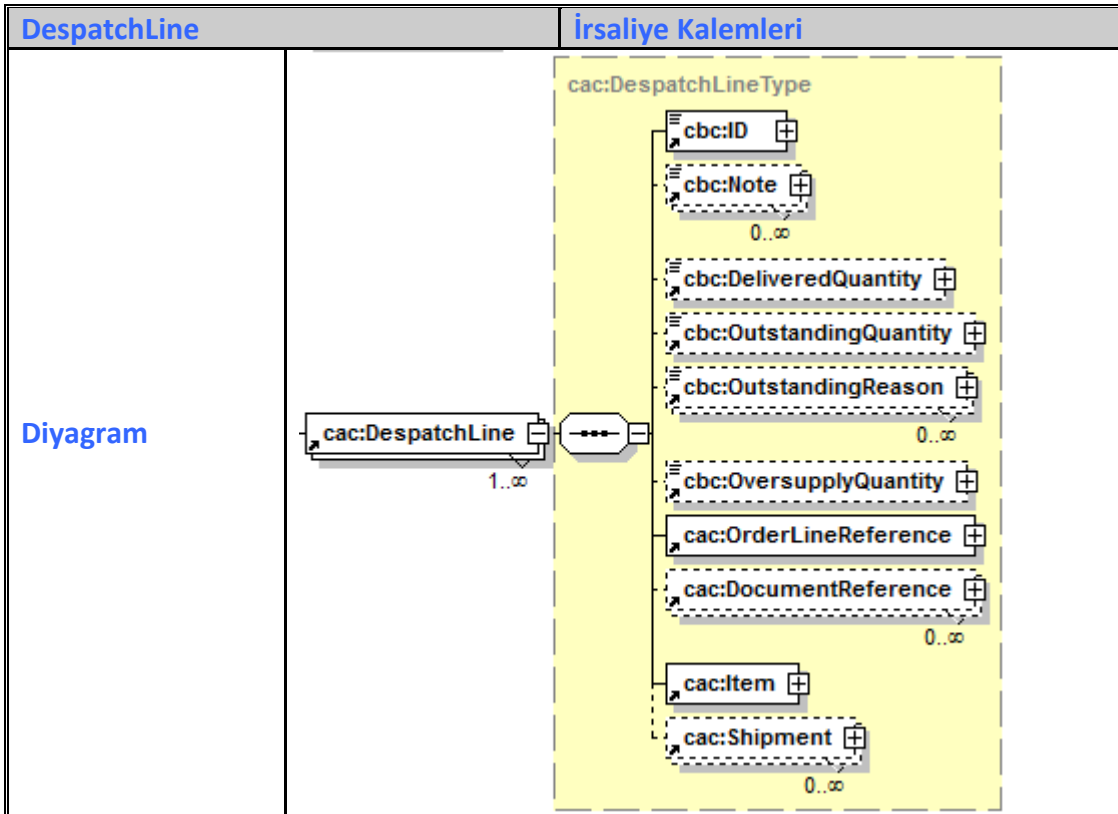 DespatchLine İrsaliye Kalemleri
Diyagram
cac:DespatchLine
1..∞
cac:DespatchLineType
cbc:ID
cbc:Note
0..∞
cbc:DeliveredQuantity
cbc:OutstandingQuantity
cbc:OutstandingReason
0..∞
cbc:OversupplyQuantity
cac:OrderLineReference
cac:DocumentReference
0..∞
cac:Item
cac:Shipment
0..∞